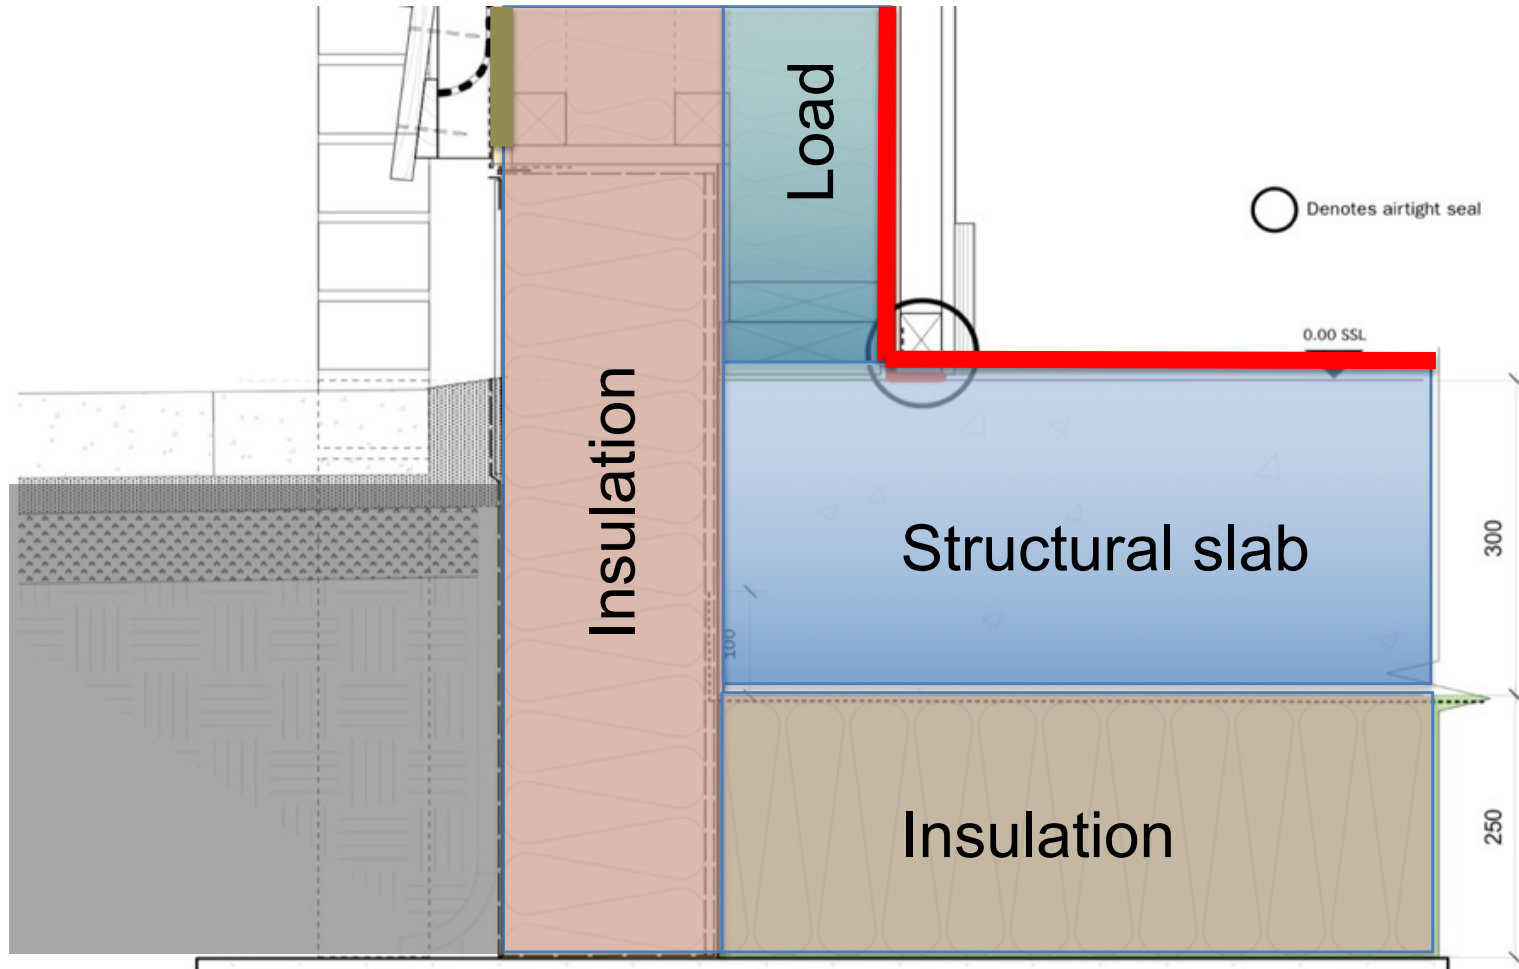 Load
Denotes airtight seal
0.00 SSL
Insulation
Structural slab
300
100
Insulation
250